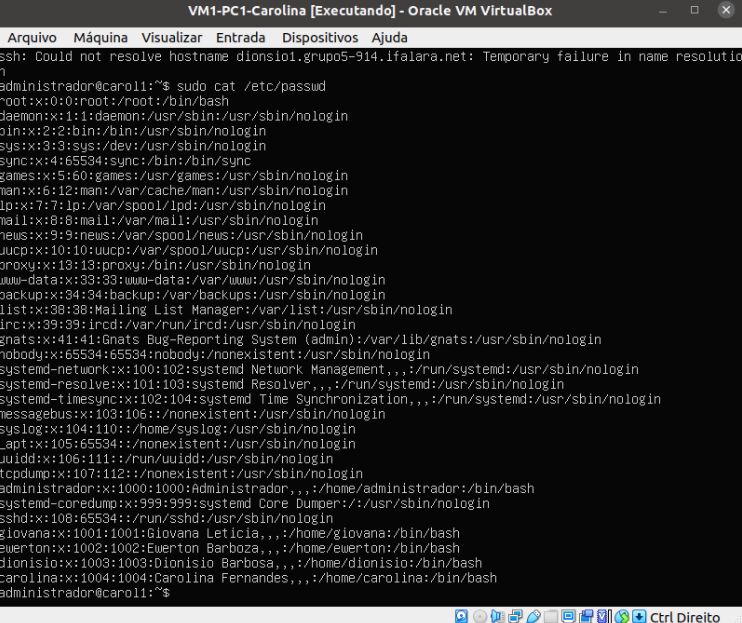 VM1-PC1-Carolina [Executando] - Oracle VM VirtualBox
Arquivo Máquina Visualizar Entrada Dispositivos Ajuda
ssh: Could not resolve hostname dionsio1.grupo5-914.ifalara.net: Temporary failure in name resolutio
n
administrador@carol1:~$ sudo cat /etc/passwd
root:x:0:0:root:/root:/bin/bash
daemon:x:1:1:daemon:/usr/sbin:/usr/sbin/nologin
bin:x:2:2:bin:/bin:/usr/sbin/nologin
sys:x:3:3:sys:/dev:/usr/sbin/nologin
sync:x:4:65534:sync:/bin:/bin/sync
games:x:5:60:games:/usr/games:/usr/sbin/nologin
man:x:6:12:man:/var/cache/man:/usr/sbin/nologin
lp:x:7:7:lp:/var/spool/lpd:/usr/sbin/nologin
mail:x:8:8:mail:/var/mail:/usr/sbin/nologin
news:x:9:9:news:/var/spool/news:/usr/sbin/nologin
uucp:x:10:10:uucp:/var/spool/uucp:/usr/sbin/nologin
proxy:x:13:13:proxy:/bin:/usr/sbin/nologin
www-data:x:33:33:www-data:/var/www:/usr/sbin/nologin
backup:x:34:34:backup:/var/backups:/usr/sbin/nologin
list:x:38:38:Mailing List Manager:/var/list:/usr/sbin/nologin
irc:x:39:39:ircd:/var/run/ircd:/usr/sbin/nologin
gnats:x:41:41:Gnats Bug-Reporting System (admin):/var/lib/gnats:/usr/sbin/nologin
nobody:x:65534:65534:nobody:/nonexistent:/usr/sbin/nologin
systemd-network:x:100:102:systemd Network Management,,,:/run/systemd:/usr/sbin/nologin
systemd-resolve:x:101:103:systemd Resolver,,,:/run/systemd:/usr/sbin/nologin
systemd-timesync:x:102:104:systemd Time Synchronization,,,:/run/systemd:/usr/sbin/nologin
messagebus:x:103:106::/nonexistent:/usr/sbin/nologin
syslog:x:104:110::/home/syslog:/usr/sbin/nologin
_apt:x:105:65534::/nonexistent:/usr/sbin/nologin
uuidd:x:106:111::/run/uuidd:/usr/sbin/nologin
tcpdump:x:107:112::/nonexistent:/usr/sbin/nologin
administrador:x:1000:1000:Administrador,,,:/home/administrador:/bin/bash
systemd-coredump:x:999:999:systemd Core Dumper:/:/usr/sbin/nologin
sshd:x:108:65534::/run/sshd:/usr/sbin/nologin
giovana:x:1001:1001:Giovana Leticia,,,:/home/giovana:/bin/bash
ewerton:x:1002:1002:Ewerton Barboza,,,:/home/ewerton:/bin/bash
dionisio:x:1003:1003:Dionisio Barbosa,,,:/home/dionisio:/bin/bash
carolina:x:1004:1004:Carolina Fernandes,,,:/home/carolina:/bin/bash
administrador@carol1:~$
Ctrl Direito